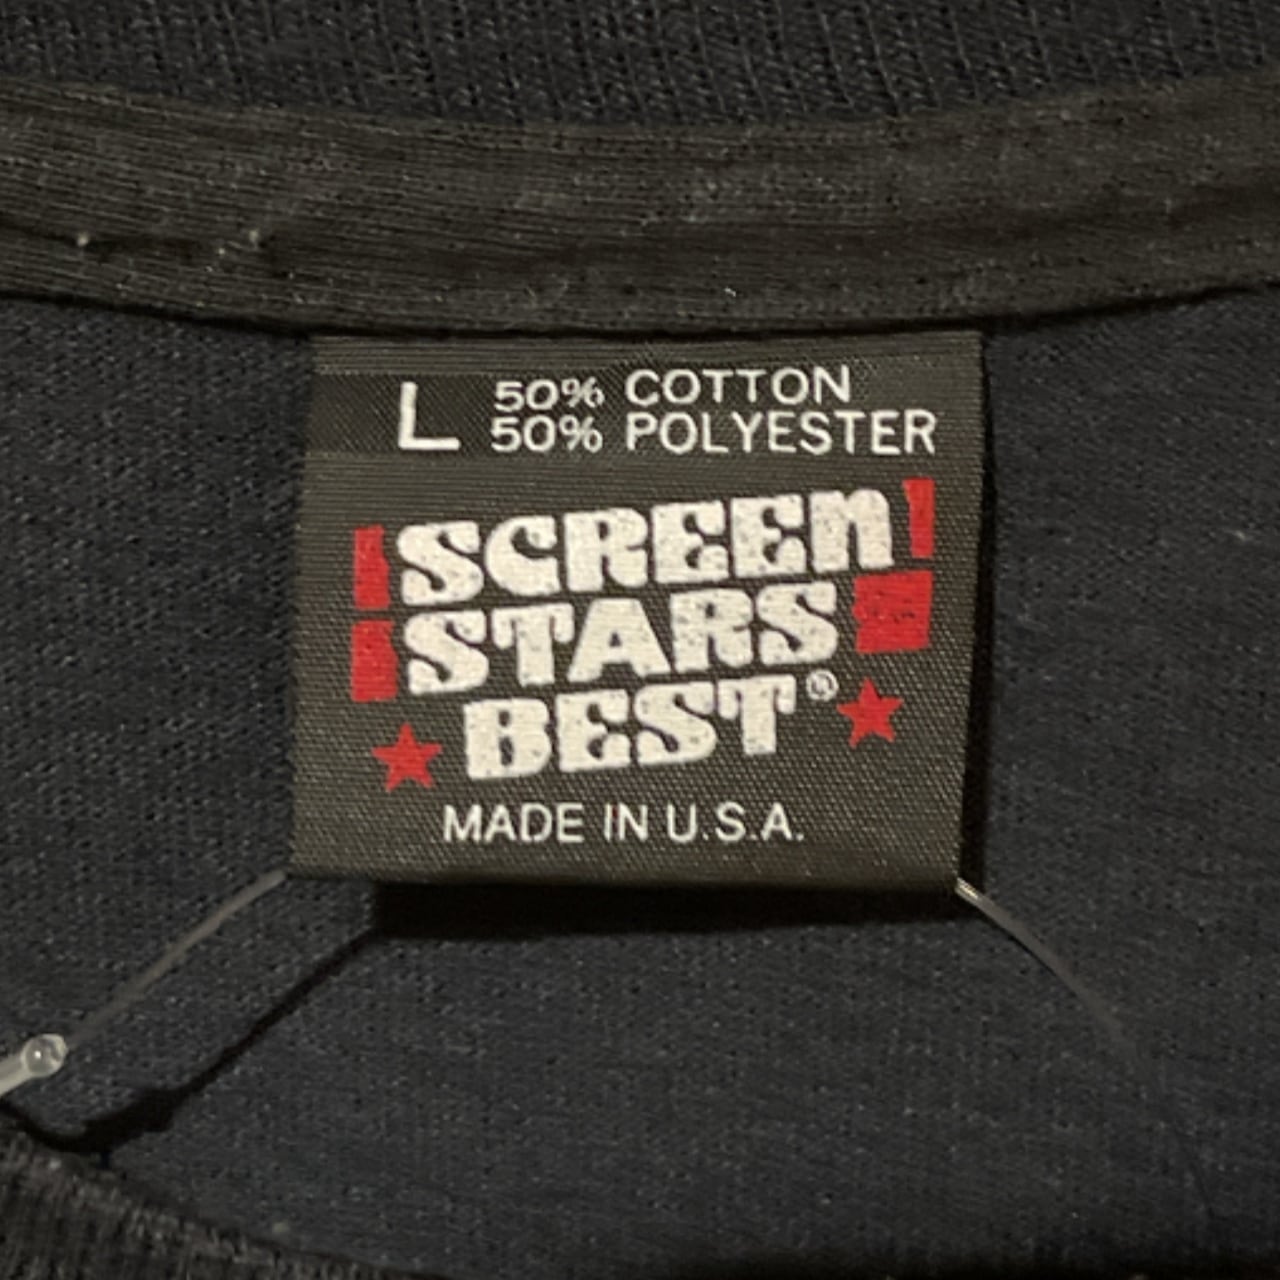 L 50% COTTON
50% POLYESTER
SCREEN
STARS
BEST®
MADE IN U.S.A.